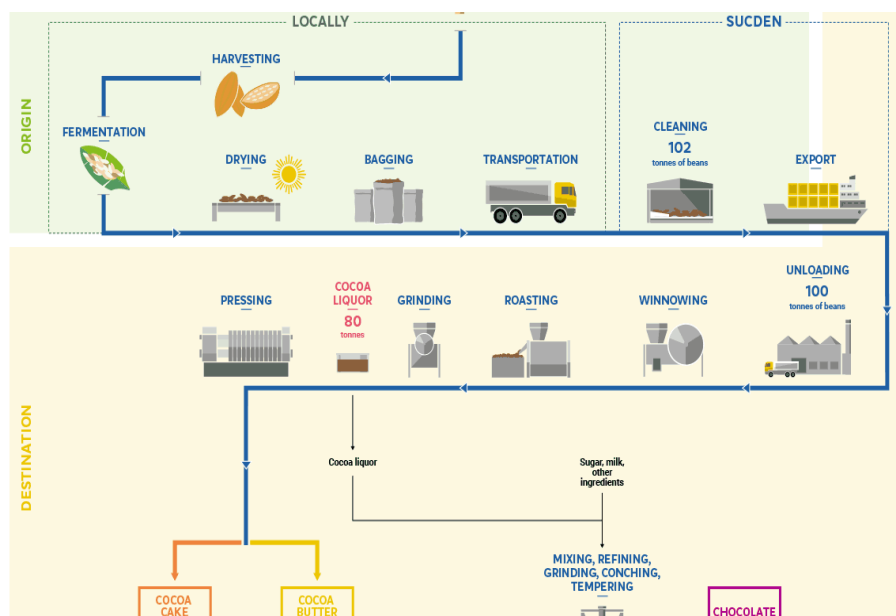 LOCALLY
SUCDEN
ORIGIN
HARVESTING
FERMENTATION
DRYING
BAGGING
TRANSPORTATION
CLEANING
102
tonnes of beans
EXPORT
DESTINATION
UNLOADING
100
tonnes of beans
WINNOWING
ROASTING
GRINDING
COCOA
LIQUOR
80
tonnes
PRESSING
Cocoa liquor
Sugar, milk,
other
ingredients
MIXING, REFINING,
GRINDING, CONCHING,
TEMPERING
COCOA
CAKE
COCOA
BUTTER
CHOCOLATE